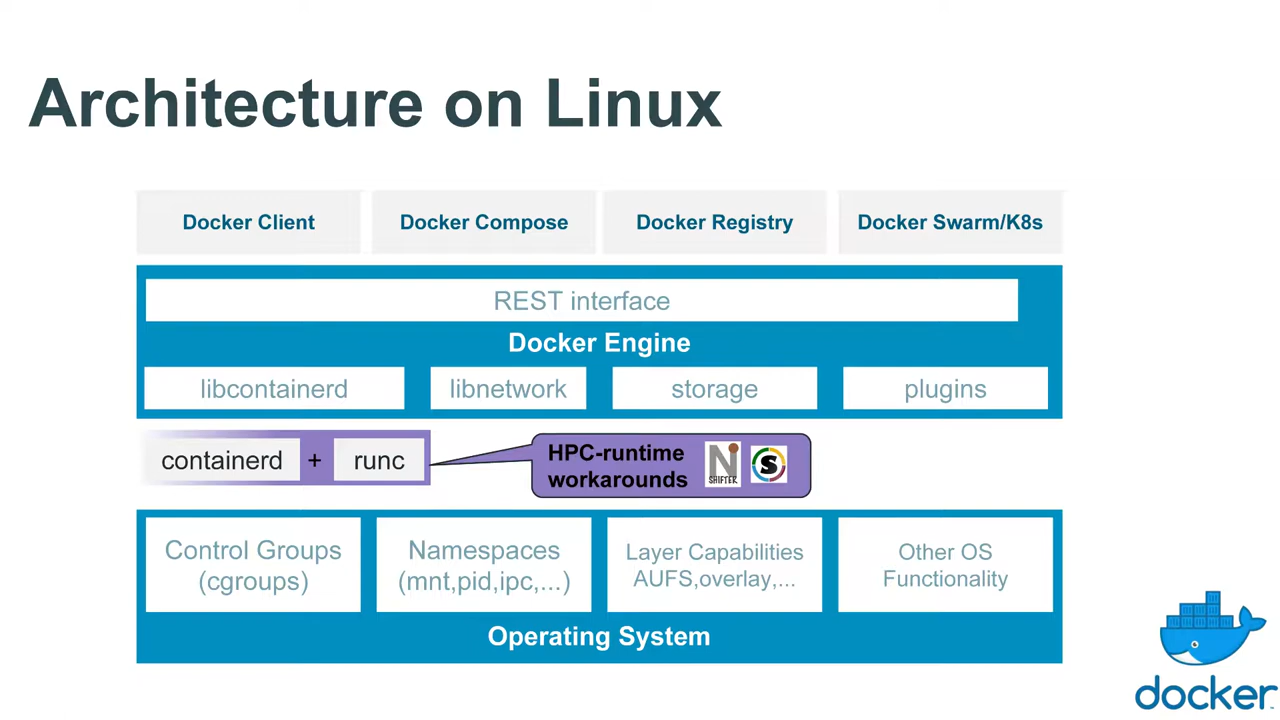 Architecture on Linux
Docker Client
Docker Compose
Docker Registry
Docker Swarm/K8s
REST interface
Docker Engine
libcontainerd
libnetwork
storage
plugins
containerd + runc
HPC-runtime
workarounds
N
SHIFTER
S
Control Groups
(cgroups)
Namespaces
(mnt,pid,ipc,...)
Layer Capabilities
AUFS,overlay,...
Other OS
Functionality
Operating System
docker